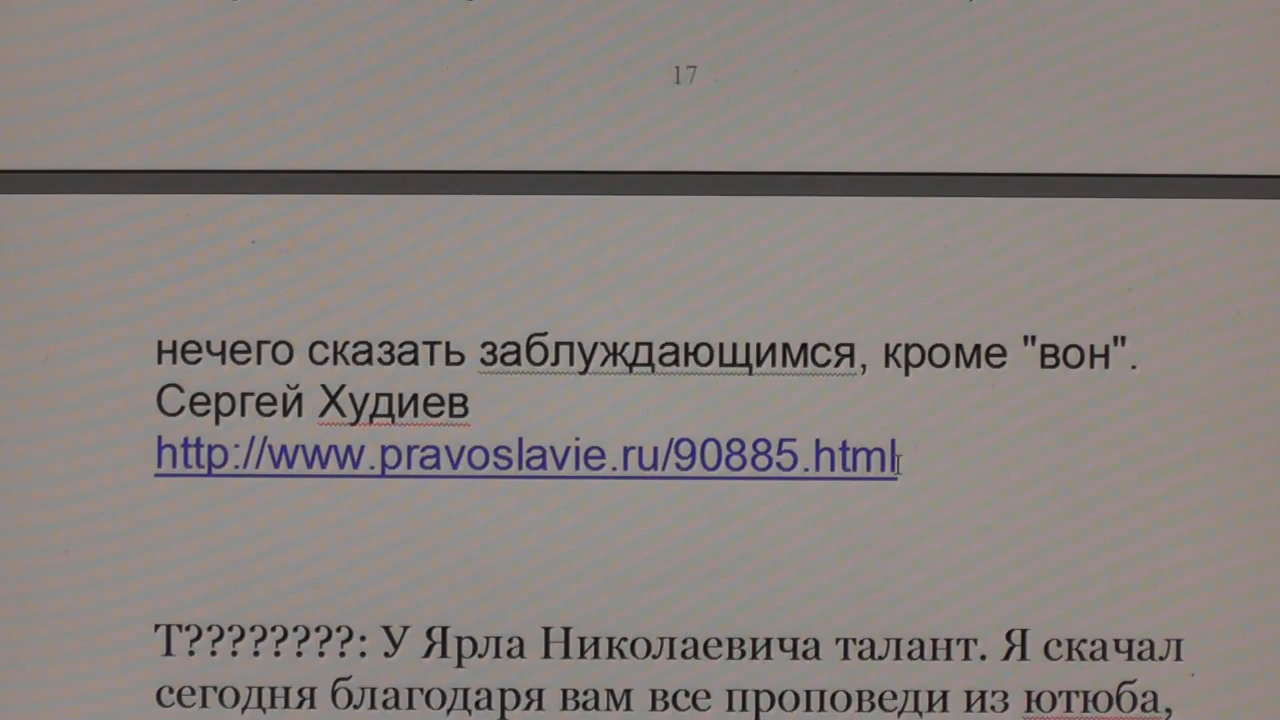 17
нечего сказать заблуждающимся, кроме "вон".
Сергей Худиев
http://www.pravoslavie.ru/90885.html
Т????????: У Ярла Николаевича талант. Я скачал
сегодня благодаря вам все проповеди из ютюба,